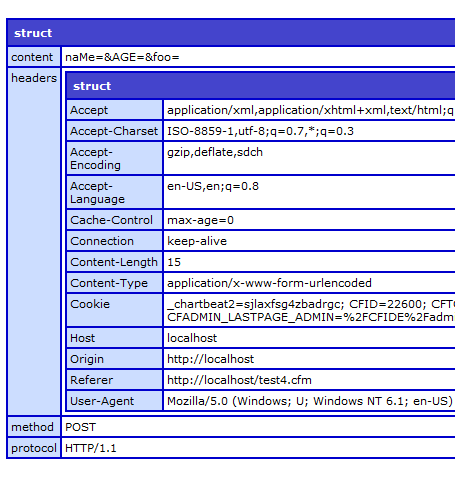 struct
content naMe=&AGE=&foo=
headers struct
Accept application/xml,application/xhtml+xml,text/html;q
Accept-Charset ISO-8859-1,utf-8;q=0.7,*;q=0.3
Accept-
Encoding gzip,deflate,sdch
Accept-
Language en-US,en;q=0.8
Cache-Control max-age=0
Connection keep-alive
Content-Length 15
Content-Type application/x-www-form-urlencoded
Cookie _chartbeat2=sjlaxfsg4zbadrgc; CFID=22600; CFTO
CFADMIN_LASTPAGE_ADMIN=%2FCFIDE%2Fadm
Host localhost
Origin http://localhost
Referer http://localhost/test4.cfm
User-Agent Mozilla/5.0 (Windows; U; Windows NT 6.1; en-US)
method POST
protocol HTTP/1.1